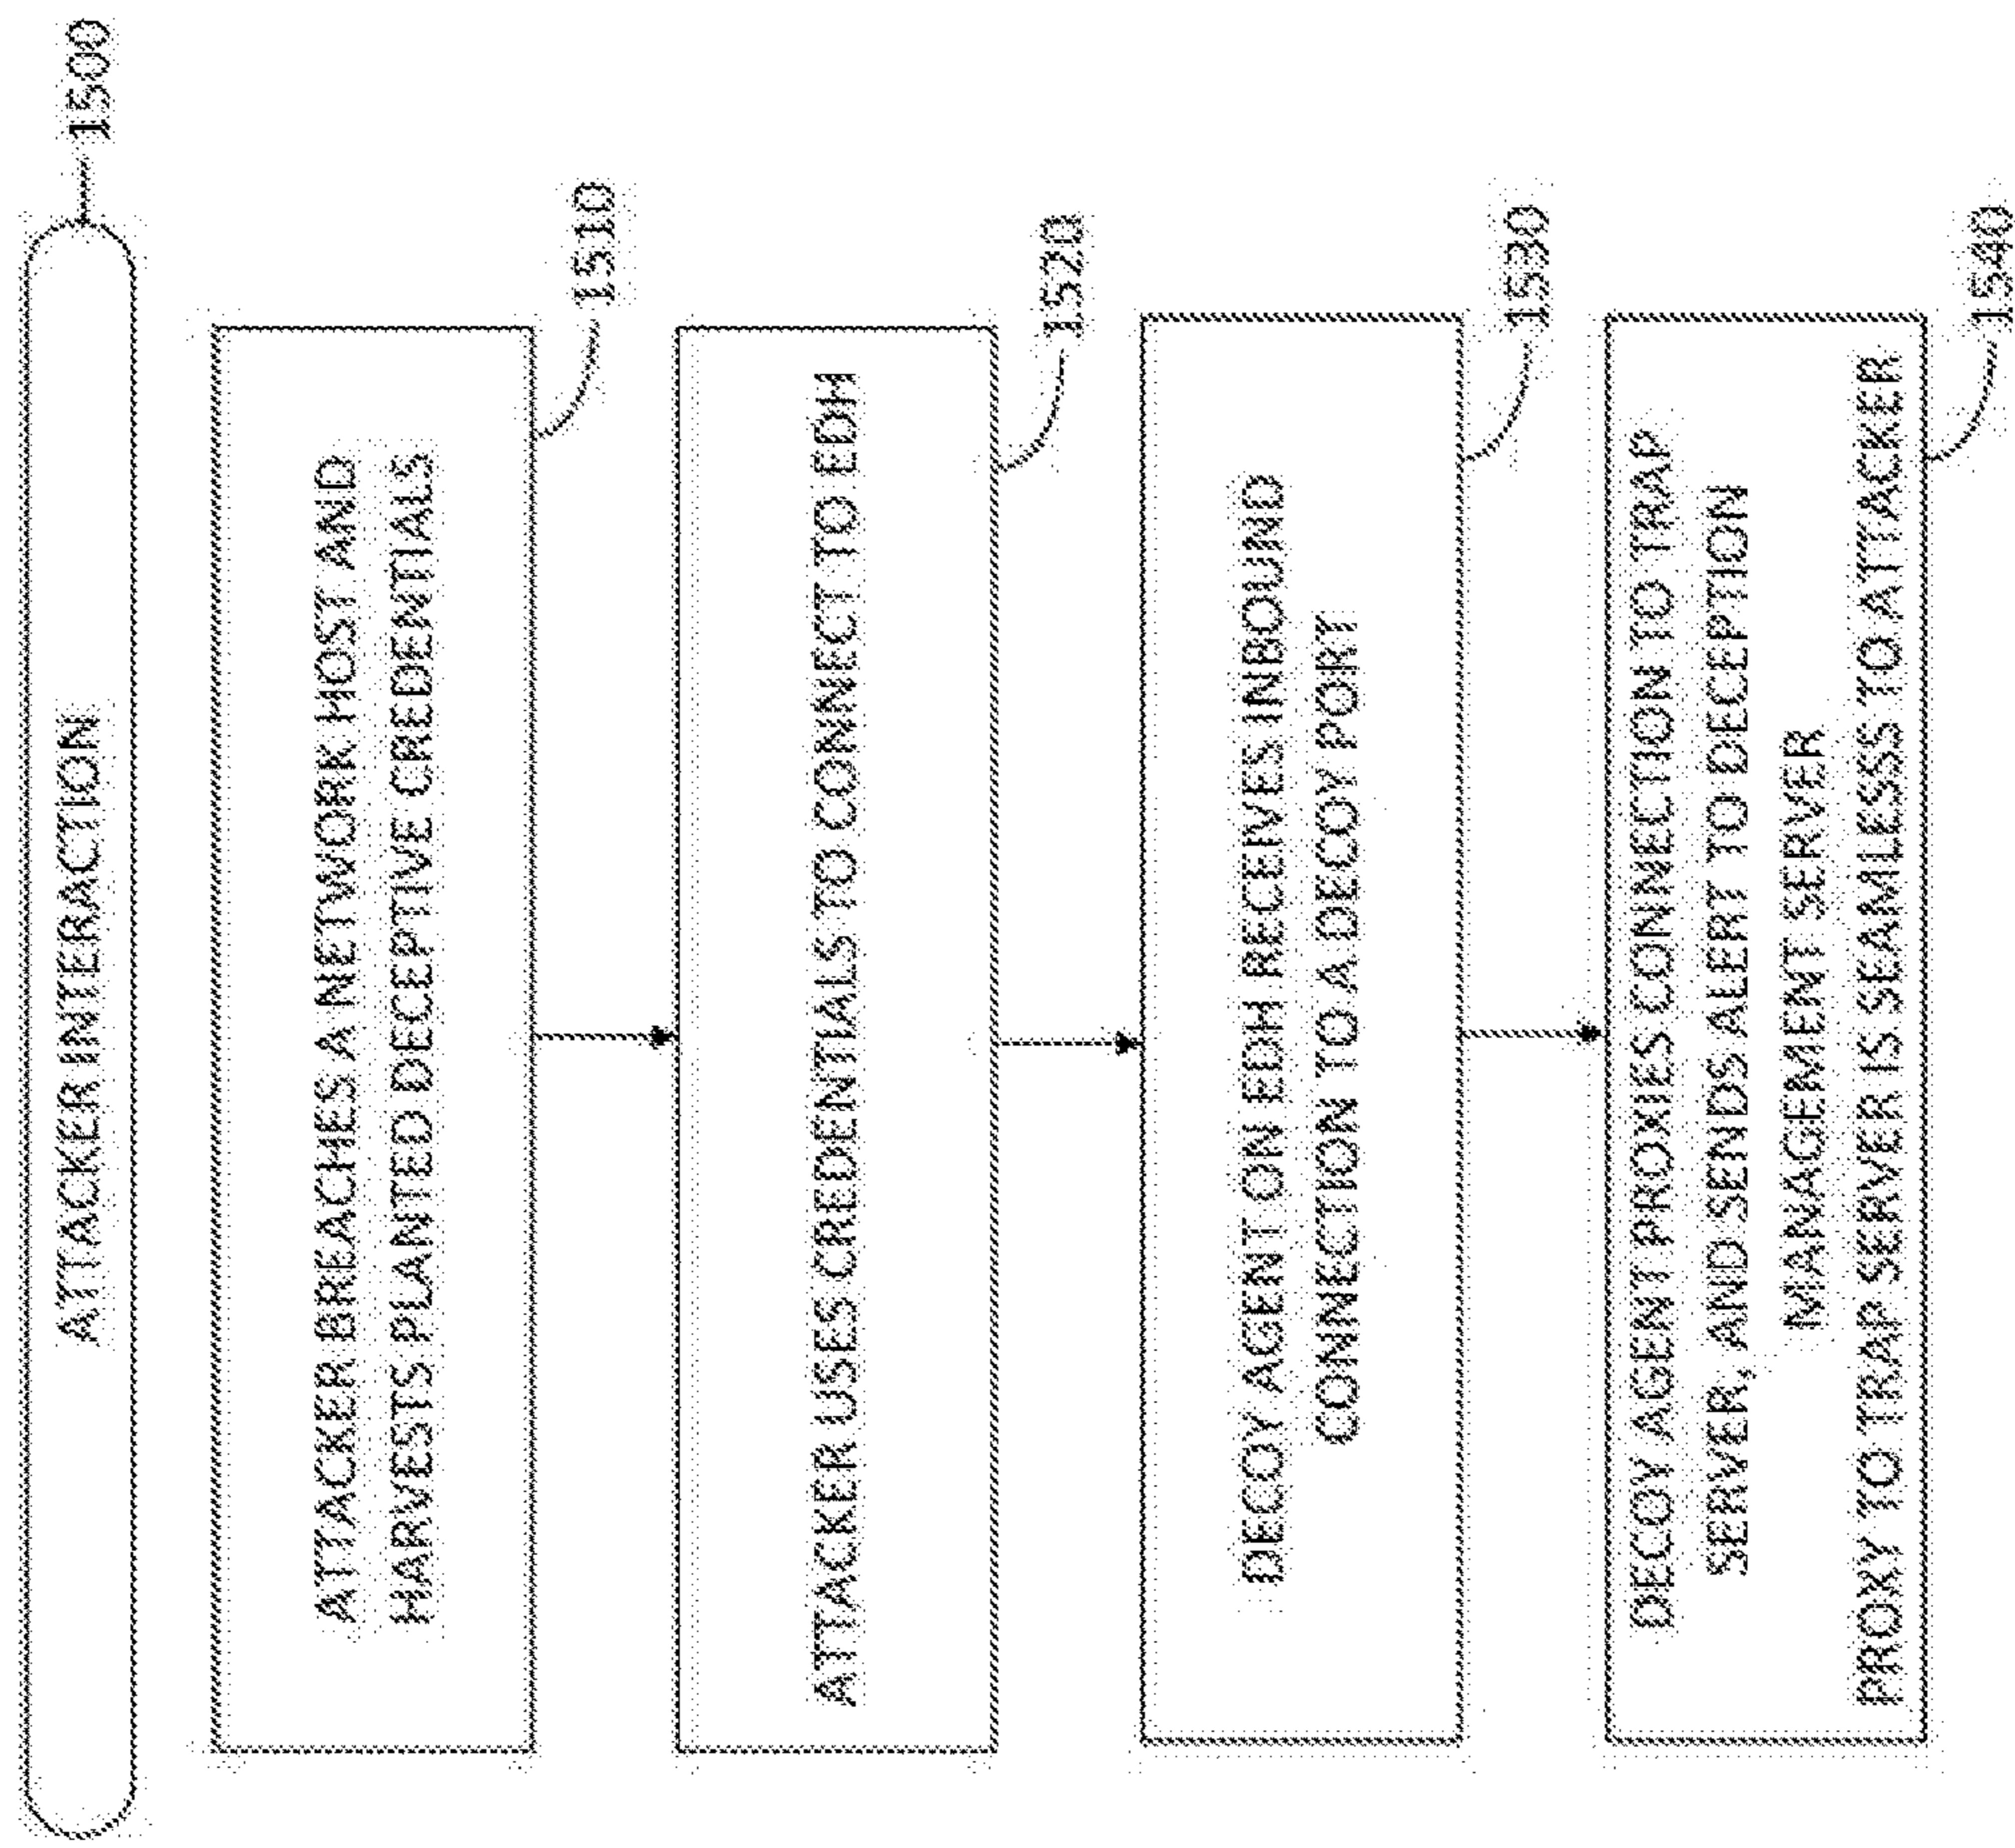 ATTACKER INTERACTION
1500
ATTACKER BREACHES A NETWORK HOST AND
HARVESTS PLANTED DECEPTIVE CREDENTIALS
1510
ATTACKER USES CREDENTIALS TO CONNECT TO EDH
1520
DECOY AGENT ON EDH RECEIVES INBOUND
CONNECTION TO A DECOY PORT
1530
DECOY AGENT PROXIES CONNECTION TO TRAP
SERVER, AND SENDS ALERT TO DECEPTION
MANAGEMENT SERVER
PROXY TO TRAP SERVER IS SEAMLESS TO ATTACKER
1540